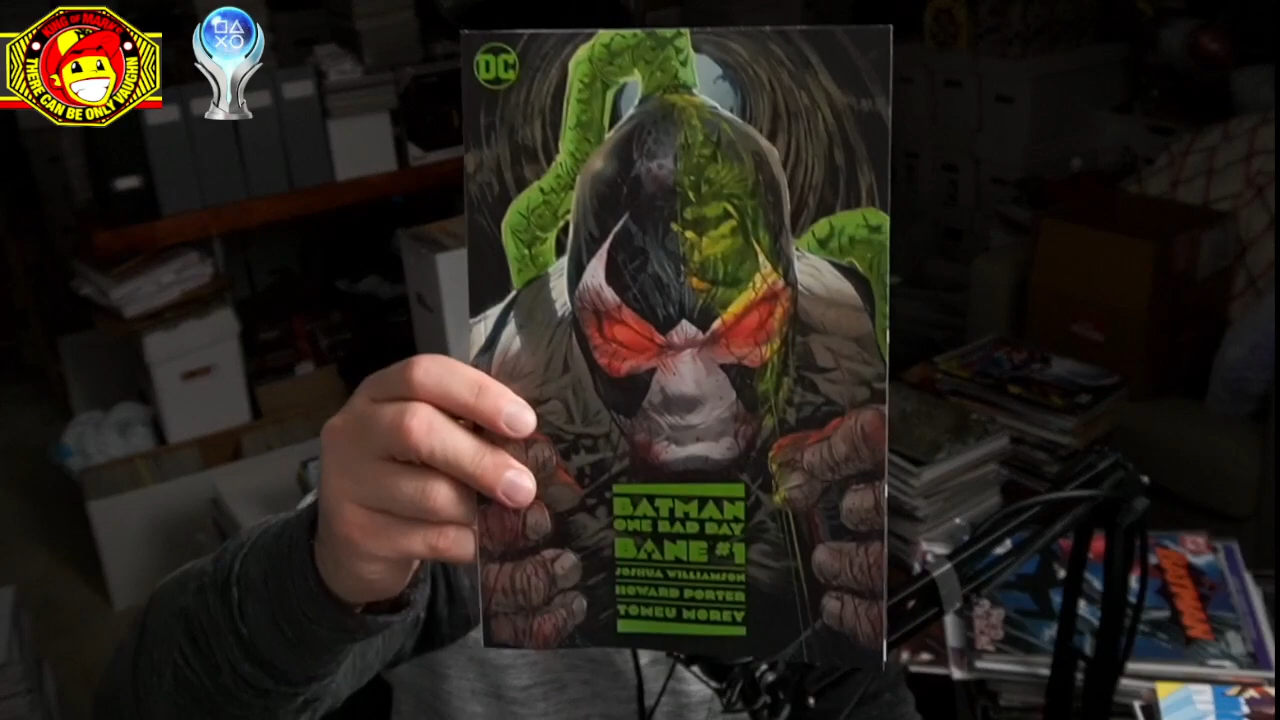 KING OF MARKS
THERE CAN BE ONLY VAUGHN
DC
BATMAN
ONE BAD DAY
BANE #1
JOSHUA WILLIAMSON
HOWARD PORTER
TOMEU MOREY
BATMAN